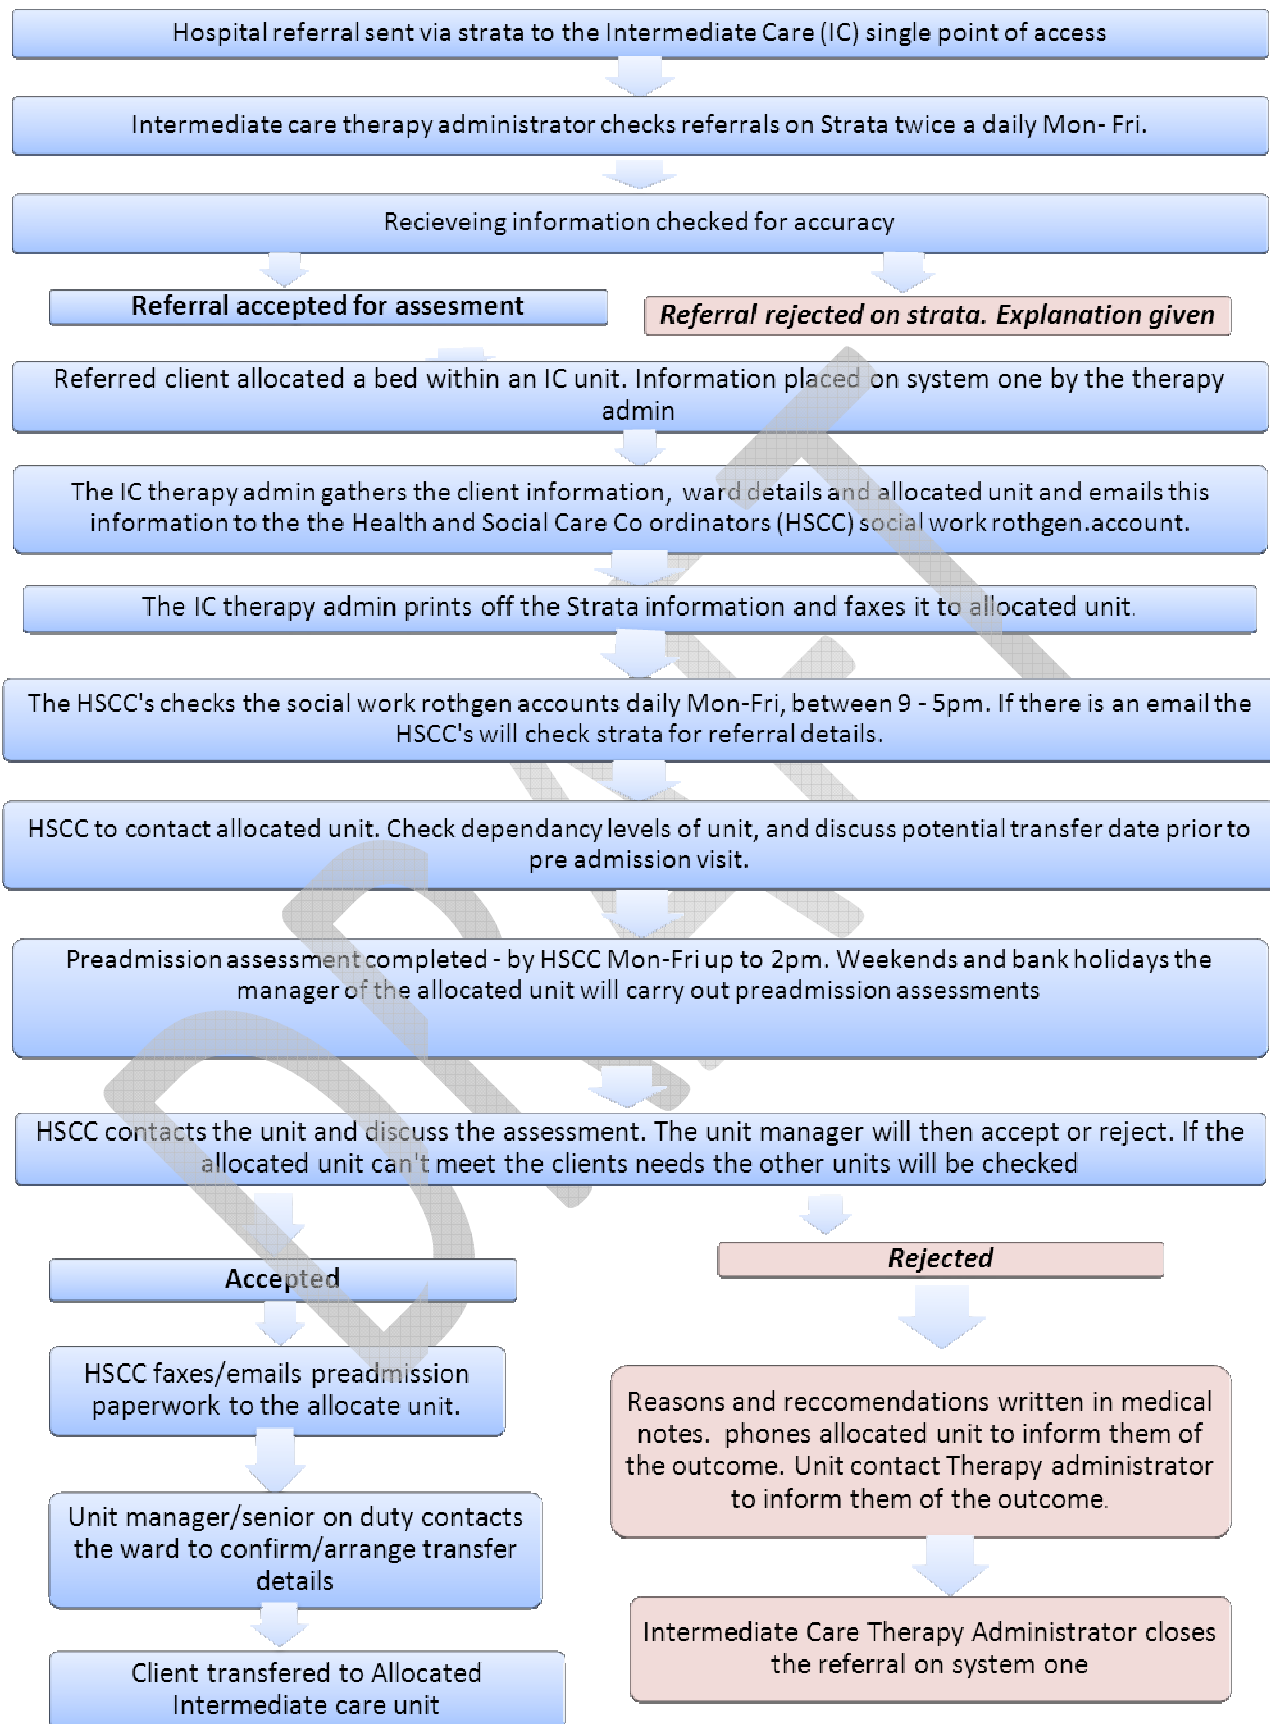 Hospital referral sent via strata to the Intermediate Care (IC) single point of access
Intermediate care therapy administrator checks referrals on Strata twice a daily Mon- Fri.
Recieveing information checked for accuracy
Referral accepted for assesment
Referral rejected on strata. Explanation given
Referred client allocated a bed within an IC unit. Information placed on system one by the therapy
admin
The IC therapy admin gathers the client information, ward details and allocated unit and emails this
information to the the Health and Social Care Co ordinators (HSCC) social work rothgen.account.
The IC therapy admin prints off the Strata information and faxes it to allocated unit.
The HSCC's checks the social work rothgen accounts daily Mon-Fri, between 9 - 5pm. If there is an email the
HSCC's will check strata for referral details.
HSCC to contact allocated unit. Check dependancy levels of unit, and discuss potential transfer date prior to
pre admission visit.
Preadmission assessment completed - by HSCC Mon-Fri up to 2pm. Weekends and bank holidays the
manager of the allocated unit will carry out preadmission assessments
HSCC contacts the unit and discuss the assessment. The unit manager will then accept or reject. If the
allocated unit can't meet the clients needs the other units will be checked
Accepted
HSCC faxes/emails preadmission
paperwork to the allocate unit.
Unit manager/senior on duty contacts
the ward to confirm/arrange transfer
details
Client transfered to Allocated
Intermediate care unit
Rejected
Reasons and reccomendations written in medical
notes. phones allocated unit to inform them of
the outcome. Unit contact Therapy administrator
to inform them of the outcome.
Intermediate Care Therapy Administrator closes
the referral on system one
DRAFT